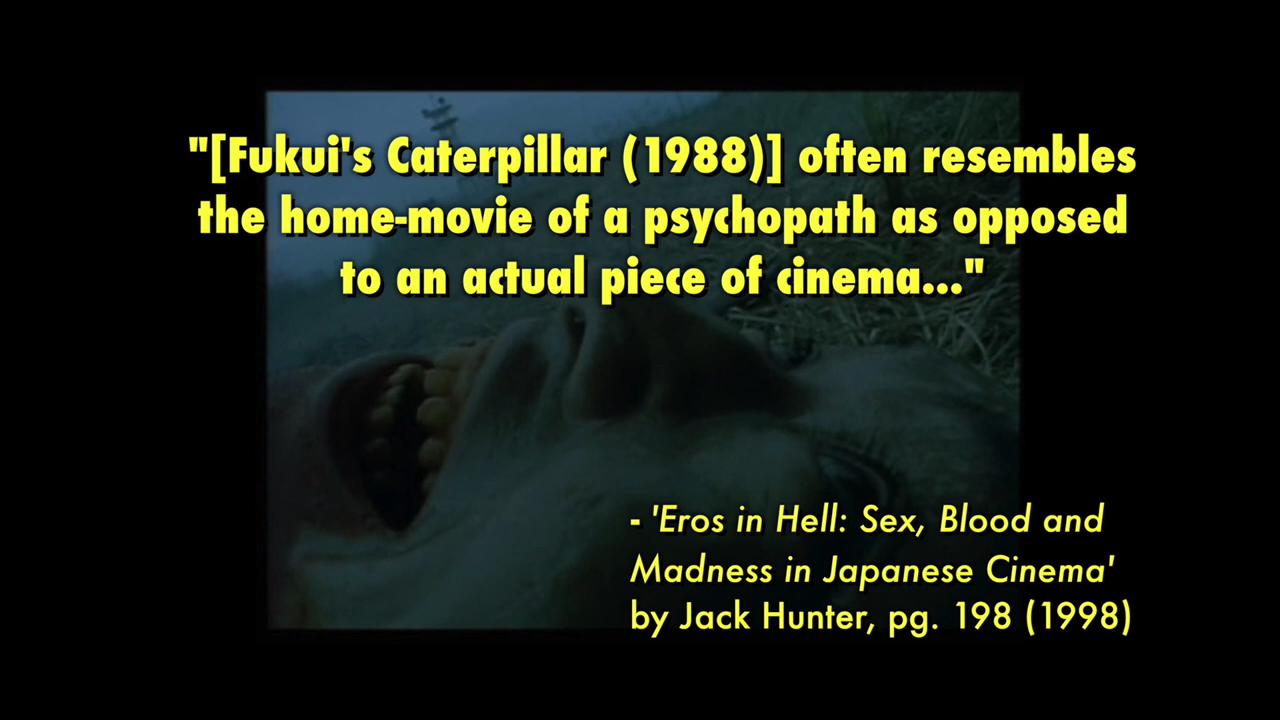 "[Fukui's Caterpillar (1988)] often resembles
the home-movie of a psychopath as opposed
to an actual piece of cinema..."
- 'Eros in Hell: Sex, Blood and
Madness in Japanese Cinema'
by Jack Hunter, pg. 198 (1998)